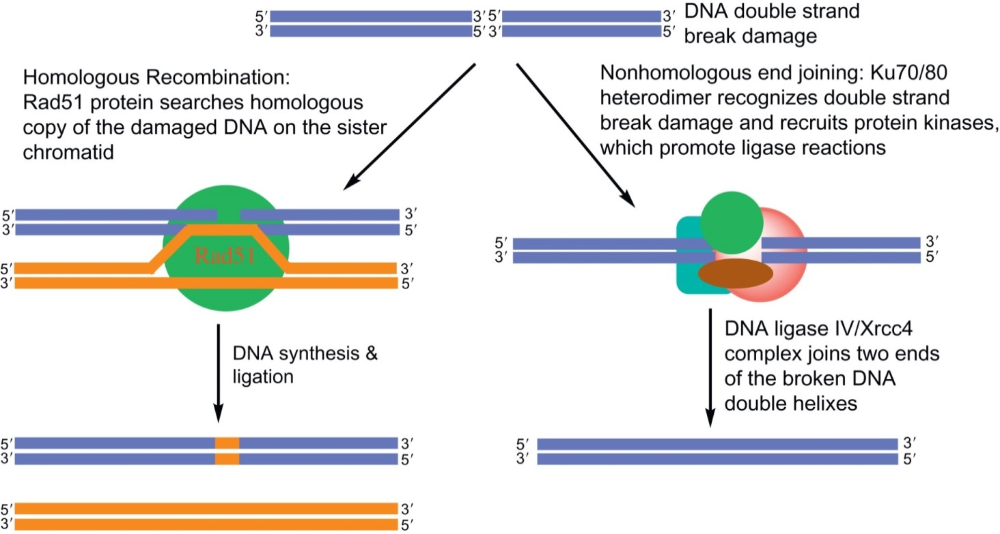 5′ 3′ 5′ 3′ DNA double strand
3′ 5′ 3′ 5′ break damage
Homologous Recombination:
Rad51 protein searches homologous
copy of the damaged DNA on the sister
chromatid
Nonhomologous end joining: Ku70/80
heterodimer recognizes double strand
break damage and recruits protein kinases,
which promote ligase reactions
5′ 3′
3′ 5′
Rad51
5′ 3′
3′ 5′
5′ 3′
3′ 5′
DNA synthesis &
ligation
DNA ligase IV/Xrcc4
complex joins two ends
of the broken DNA
double helixes
5′ 3′
3′ 5′
5′ 3′
3′ 5′
5′ 3′
3′ 5′